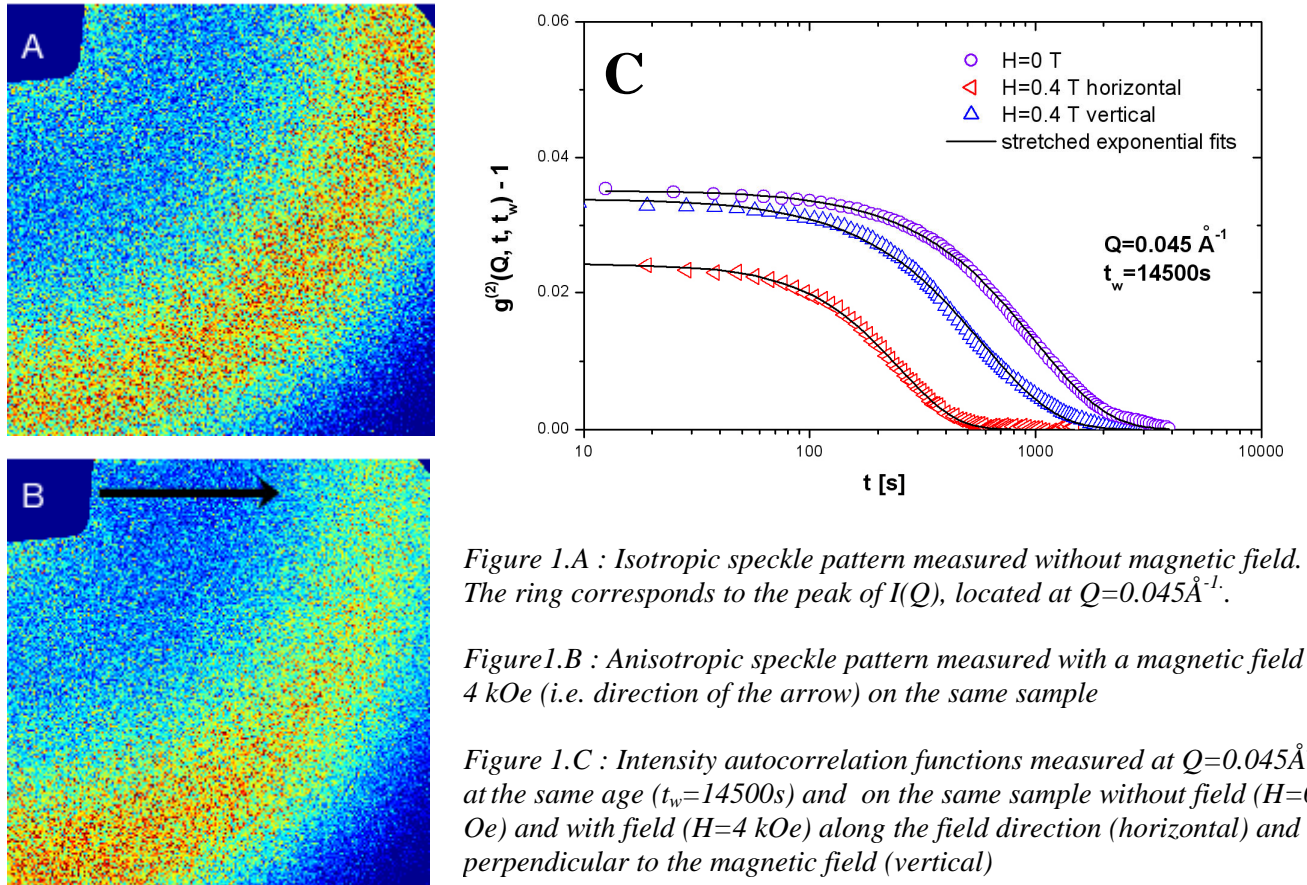 A
B
C
0.06
0.04
0.02
0.00
g(2)(Q, t, tw) - 1
H=0 T
H=0.4 T horizontal
H=0.4 T vertical
stretched exponential fits
Q=0.045 Å-1
tw=14500s
10
100
1000
10000
t [s]
Figure 1.A : Isotropic speckle pattern measured without magnetic field.
The ring corresponds to the peak of I(Q), located at Q=0.045Å-1.
Figure1.B : Anisotropic speckle pattern measured with a magnetic field
4 kOe (i.e. direction of the arrow) on the same sample
Figure 1.C : Intensity autocorrelation functions measured at Q=0.045Å
at the same age (tw=14500s) and on the same sample without field (H=
Oe) and with field (H=4 kOe) along the field direction (horizontal) and
perpendicular to the magnetic field (vertical)